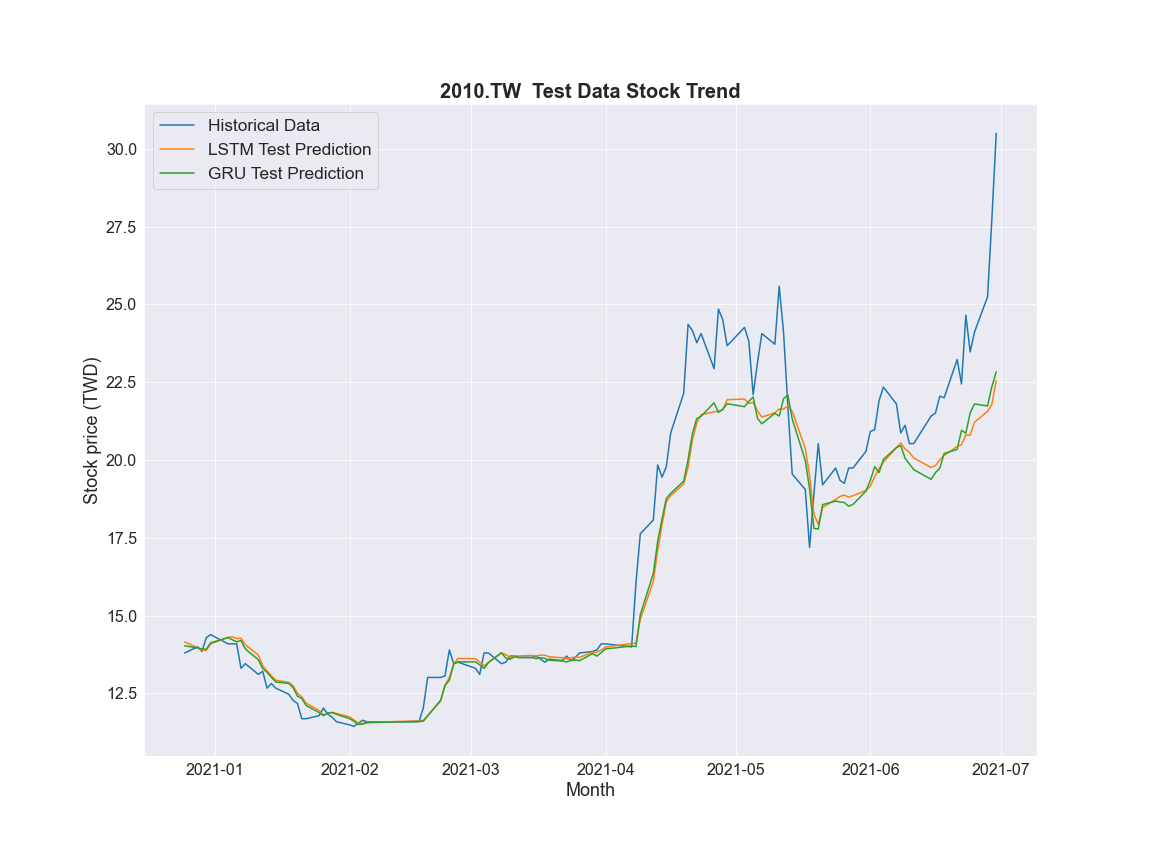 2010.TW  Test Data Stock Trend
Historical Data
LSTM Test Prediction
GRU Test Prediction
Stock price (TWD)
30.0
27.5
25.0
22.5
20.0
17.5
15.0
12.5
2021-01 2021-02 2021-03 2021-04 2021-05 2021-06 2021-07
Month